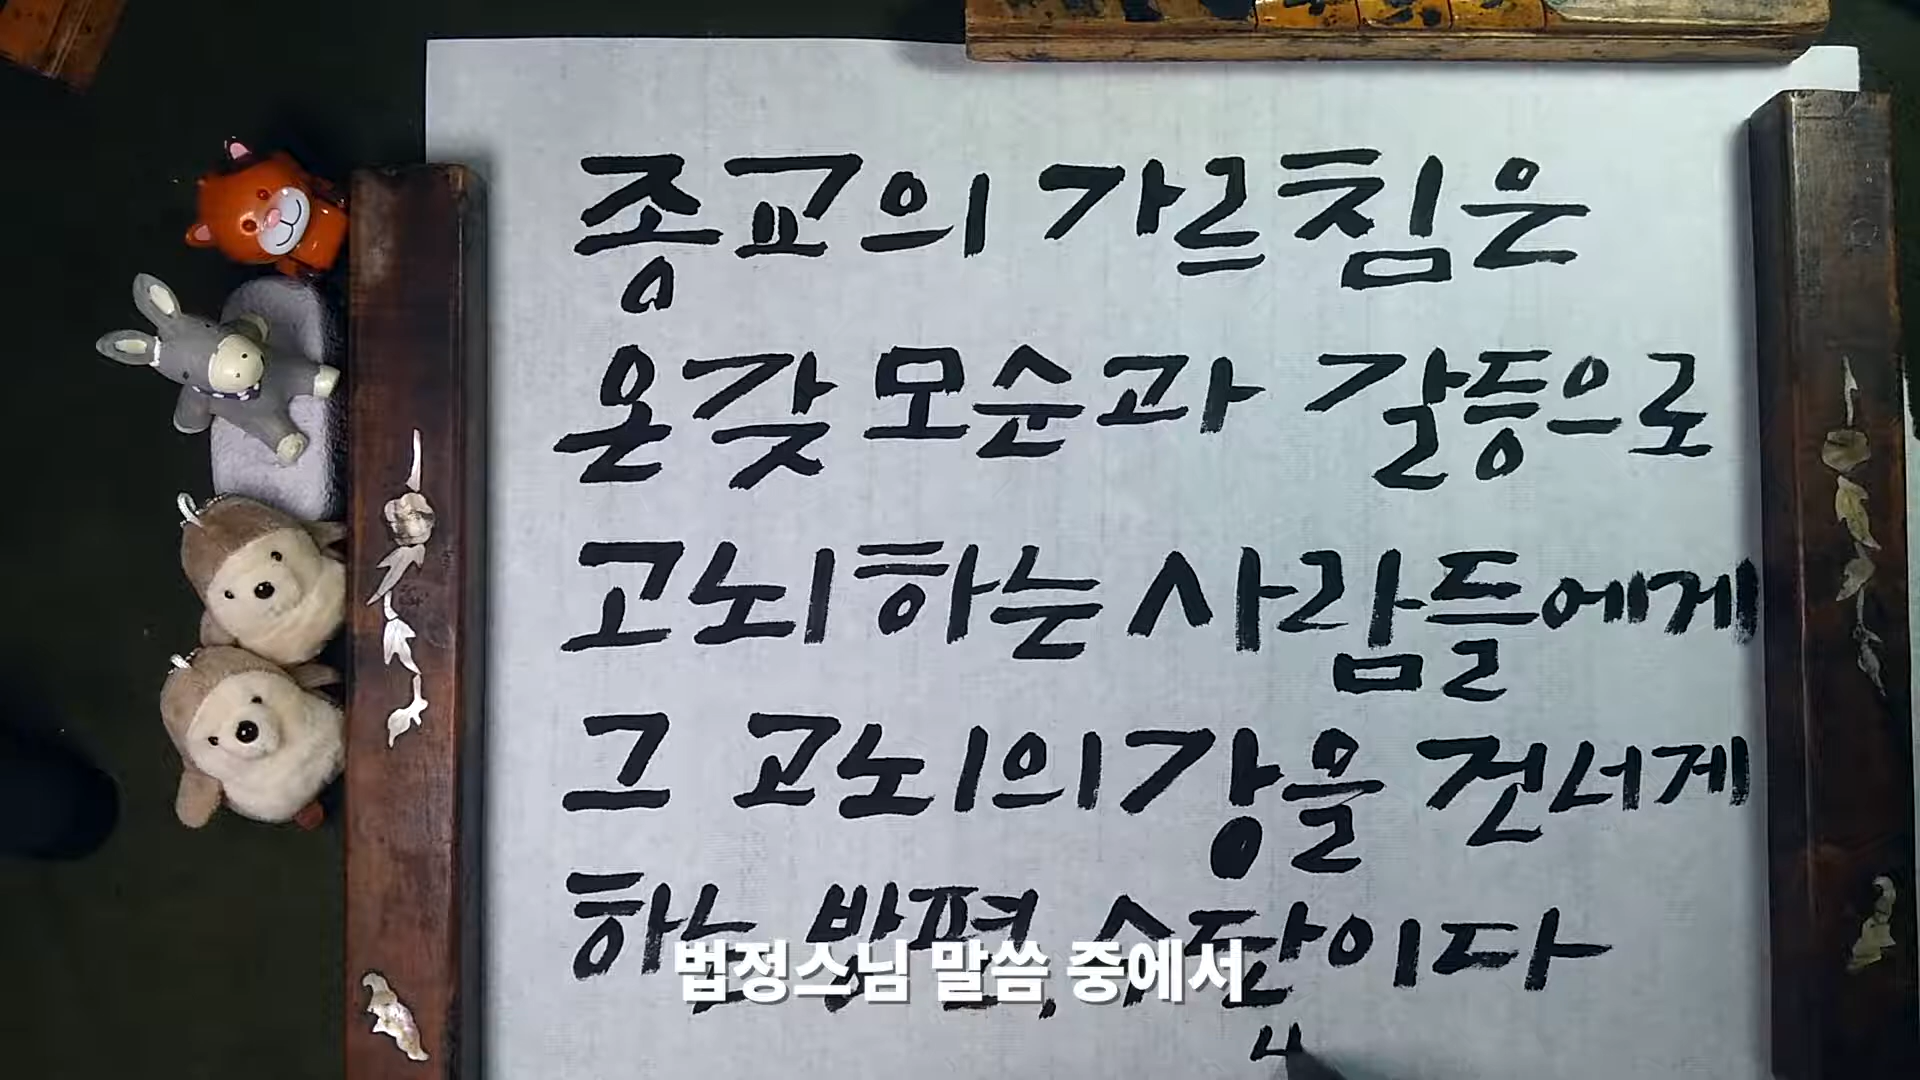 종교의 가르침은
온갖 모순과 갈등으로
고뇌하는 사람들에게
그 고뇌의 강을 건너게
하는 방편, 수단이다
법정스님 말씀 중에서